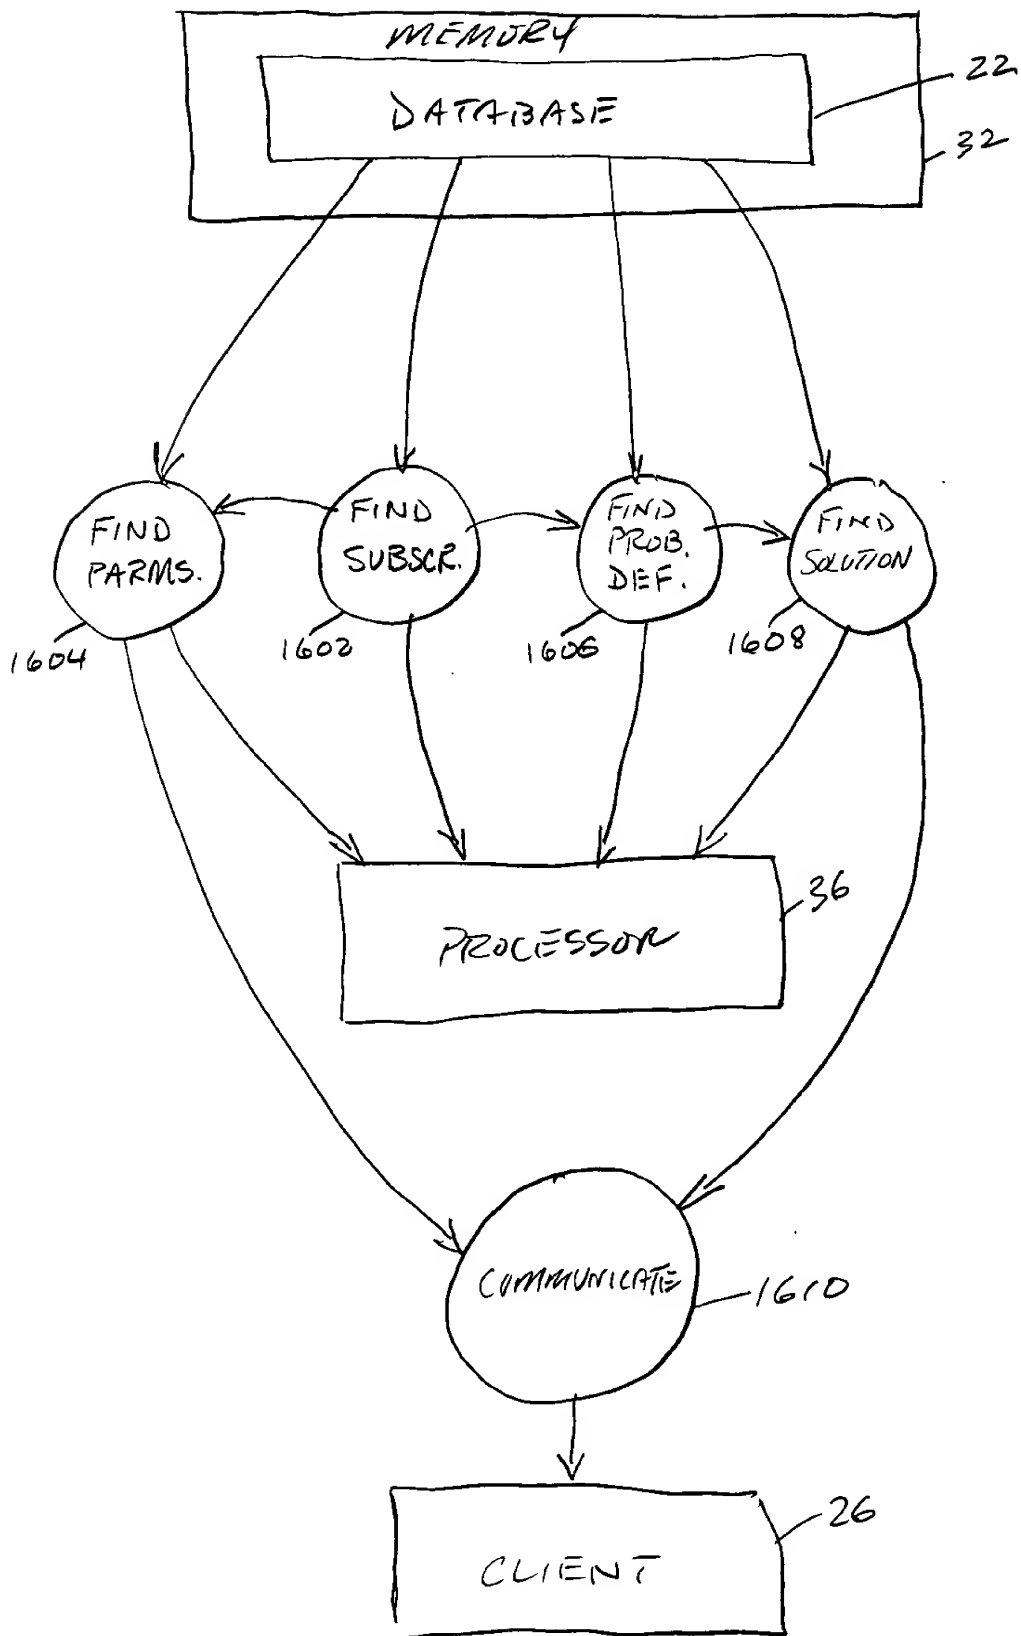 MEMORY
DATABASE
22
32
FIND
PARMS.
FIND
SUBSCR.
FIND
PROB.
DEF.
FIND
SOLUTION
1604
1602
1606
1608
36
PROCESSOR
COMMUNICATE
1610
26
CLIENT